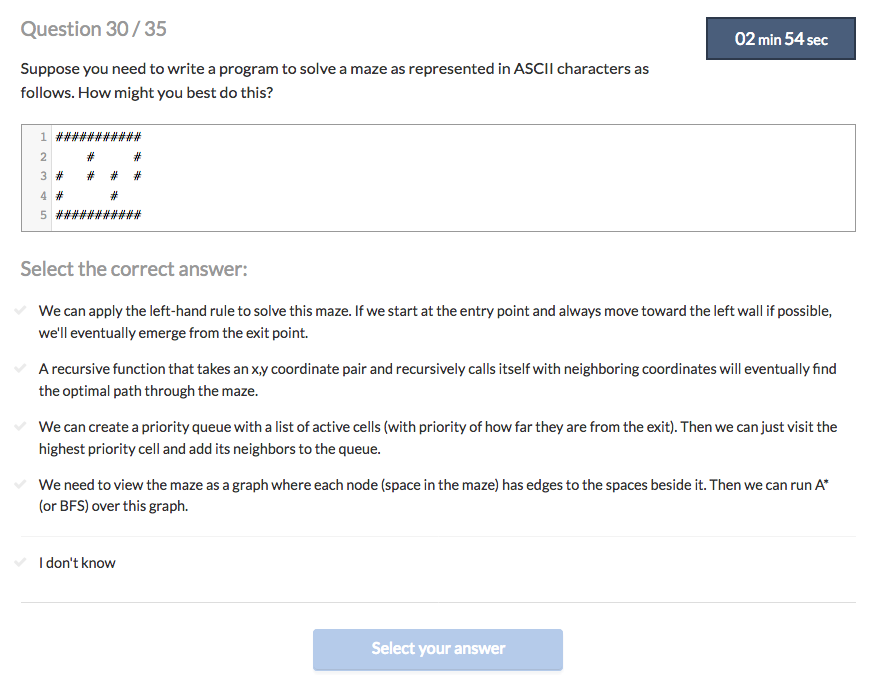 Question 30 / 35
02 min 54 sec
Suppose you need to write a program to solve a maze as represented in ASCII characters as
follows. How might you best do this?
1 ###########
2     #     #
3 #   #  #  #
4 #      #
5 ###########
Select the correct answer:
We can apply the left-hand rule to solve this maze. If we start at the entry point and always move toward the left wall if possible,
we'll eventually emerge from the exit point.
A recursive function that takes an x,y coordinate pair and recursively calls itself with neighboring coordinates will eventually find
the optimal path through the maze.
We can create a priority queue with a list of active cells (with priority of how far they are from the exit). Then we can just visit the
highest priority cell and add its neighbors to the queue.
We need to view the maze as a graph where each node (space in the maze) has edges to the spaces beside it. Then we can run A*
(or BFS) over this graph.
I don't know
Select your answer